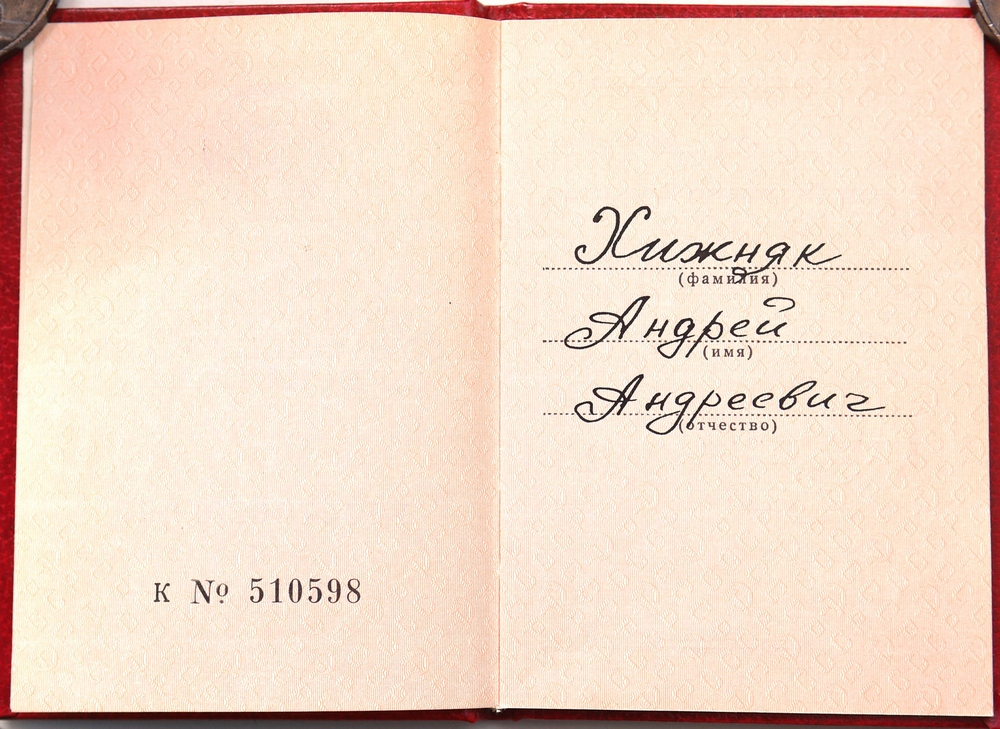 к № 510598
Хижняк
(фамилия)
Андрей
(имя)
Андреевич
(отчество)